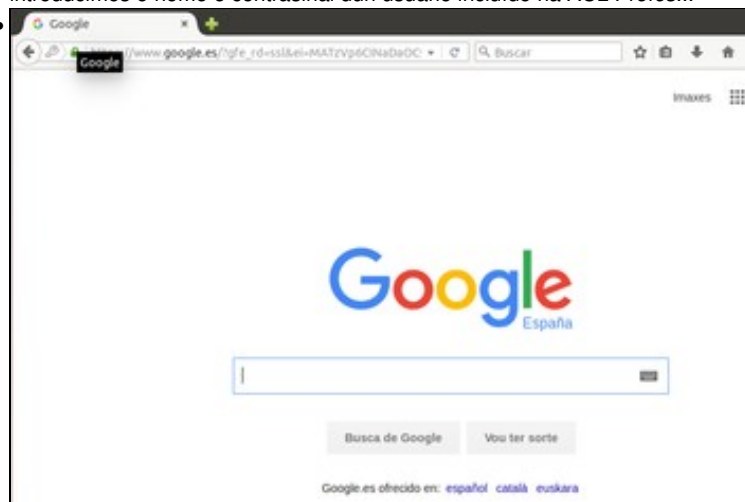 Google
www.google.es/?gfe_rd=ssl&ei=
Buscar
Google
Imaxes
Google
España
Busca de Google Vou ter sorte
Google.es ofrecido en: español català euskara